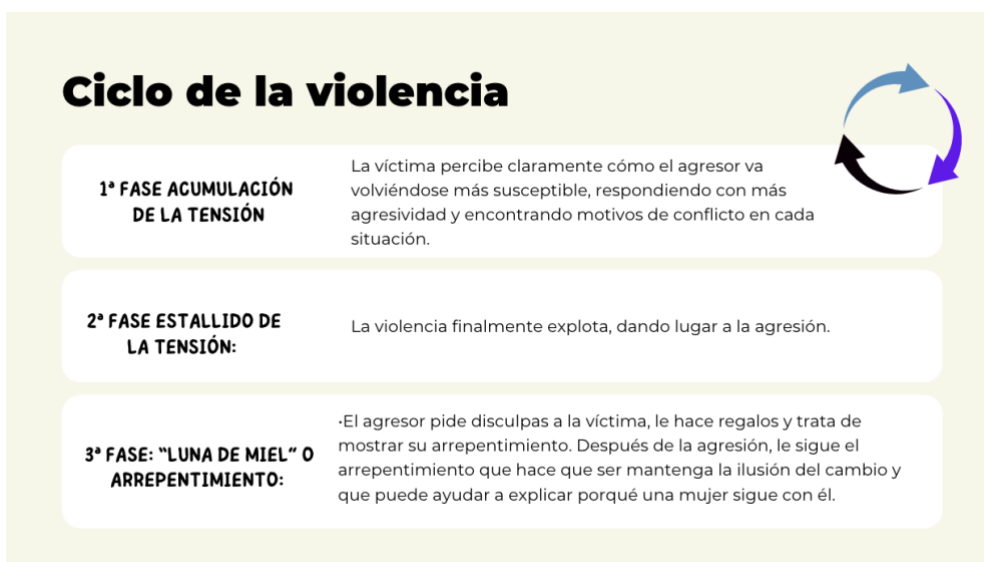 Ciclo de la violencia
1ª FASE ACUMULACIÓN
DE LA TENSIÓN
La víctima percibe claramente cómo el agresor va
volviéndose más susceptible, respondiendo con más
agresividad y encontrando motivos de conflicto en cada
situación.
2ª FASE ESTALLIDO DE
LA TENSIÓN:
La violencia finalmente explota, dando lugar a la agresión.
3ª FASE: “LUNA DE MIEL” O
ARREPENTIMIENTO:
·El agresor pide disculpas a la víctima, le hace regalos y trata de
mostrar su arrepentimiento. Después de la agresión, le sigue el
arrepentimiento que hace que ser mantenga la ilusión del cambio y
que puede ayudar a explicar porqué una mujer sigue con él.